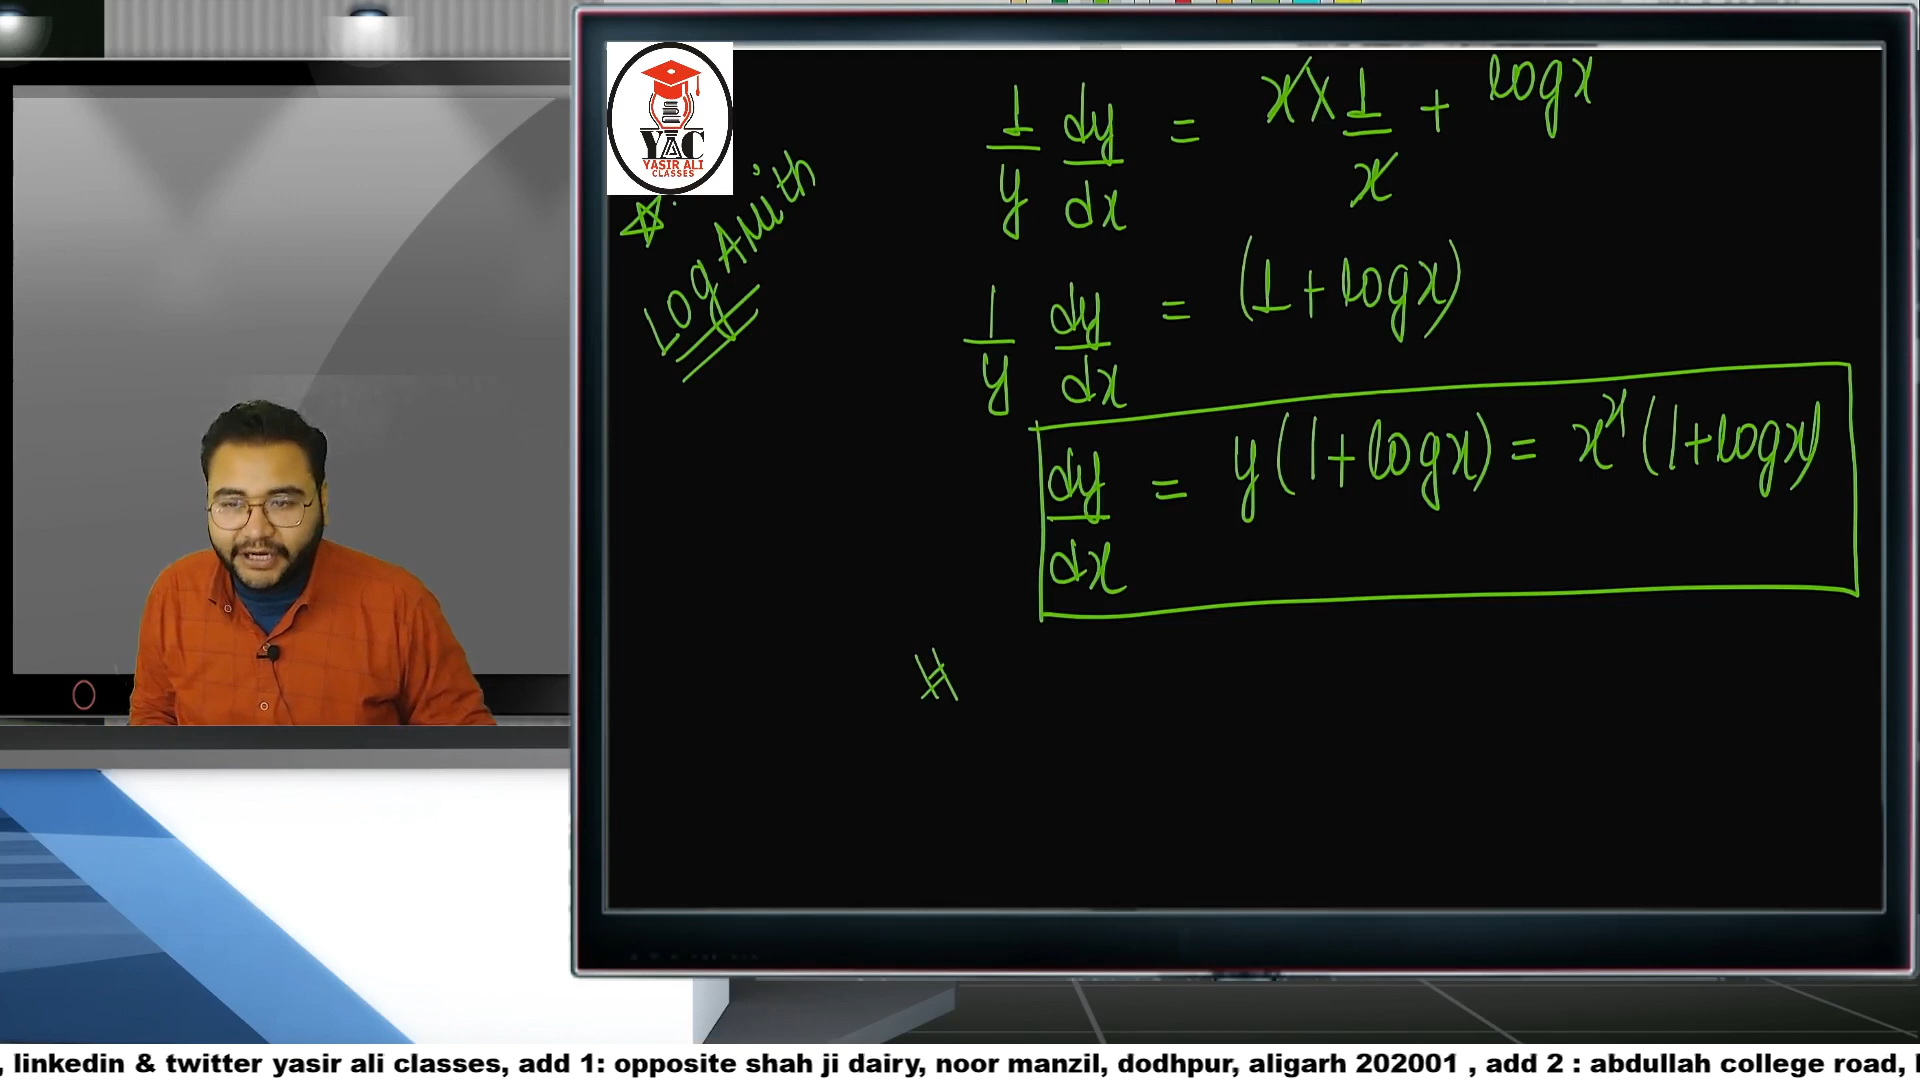 YAC
YASIR ALI
CLASSES
Log Arith
1/y dy/dx = x × 1/x + log x
1/y dy/dx = (1 + log x)
dy/dx = y (1 + log x) = x^x (1 + log x)
#
, linkedin & twitter yasir ali classes, add 1: opposite shah ji dairy, noor manzil, dodhpur, aligarh 202001 , add 2 : abdullah college road,